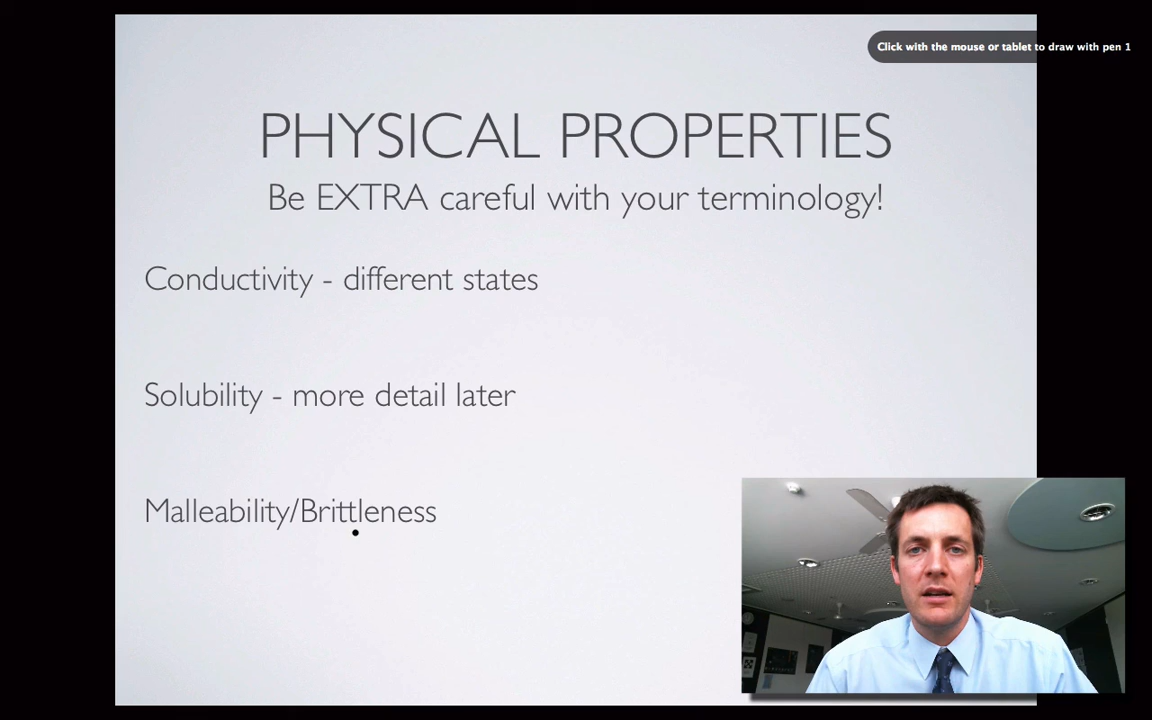 Click with the mouse or tablet to draw with pen 1
PHYSICAL PROPERTIES
Be EXTRA careful with your terminology!
Conductivity - different states
Solubility - more detail later
Malleability/Brittleness